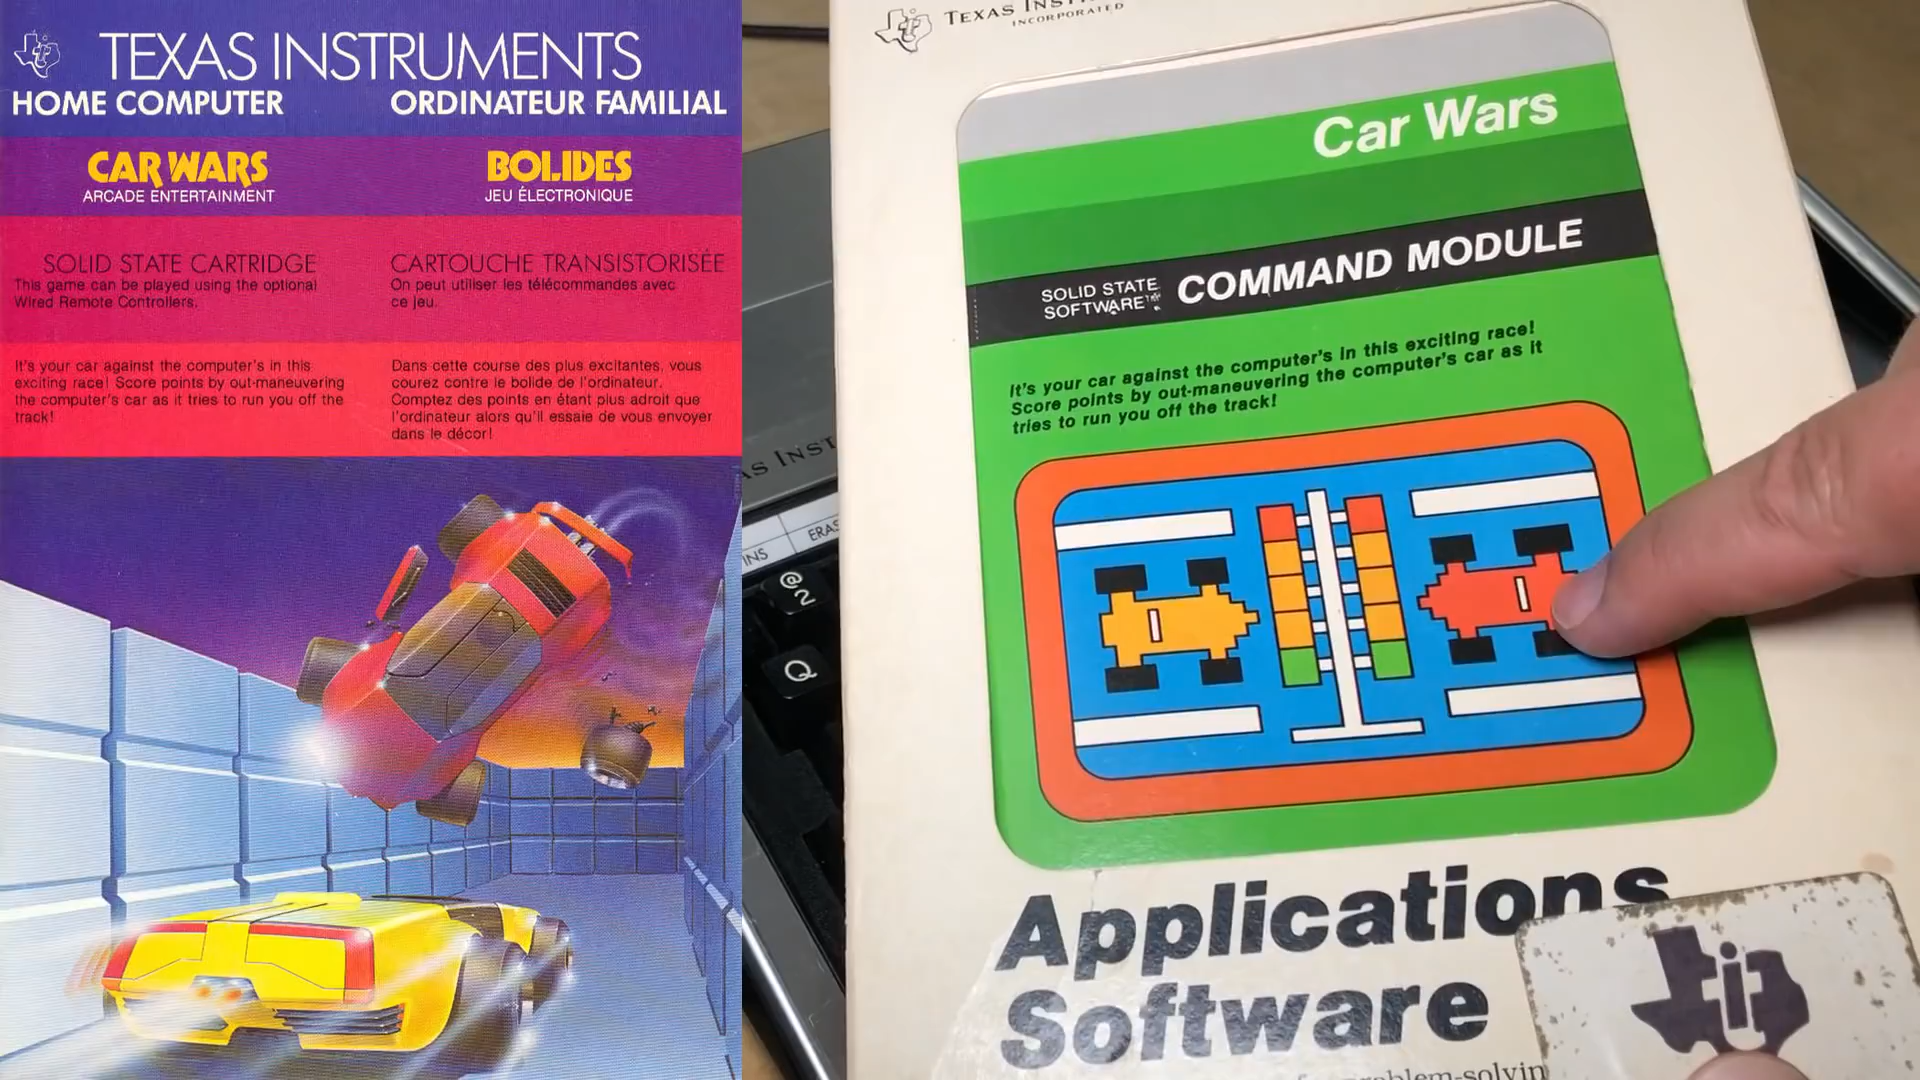 TEXAS INSTRUMENTS
HOME COMPUTER
ORDINATEUR FAMILIAL
CAR WARS
ARCADE ENTERTAINMENT
BOLIDES
JEU ÉLECTRONIQUE
SOLID STATE CARTRIDGE
This game can be played using the optional
Wired Remote Controllers.
CARTOUCHE TRANSISTORISÉE
On peut utiliser les télécommandes avec
ce jeu.
It's your car against the computer's in this
exciting race! Score points by out-maneuvering
the computer's car as it tries to run you off the
track!
Dans cette course des plus excitantes, vous
courez contre le bolide de l'ordinateur.
Comptez des points en étant plus adroit que
l'ordinateur alors qu'il essaie de vous envoyer
dans le décor!
TEXAS
INCORPORATED
Car Wars
SOLID STATE
SOFTWARE™
COMMAND MODULE
It's your car against the computer's in this exciting race!
Score points by out-maneuvering the computer's car as it
tries to run you off the track!
Applications
Software
INS
@
2
Q